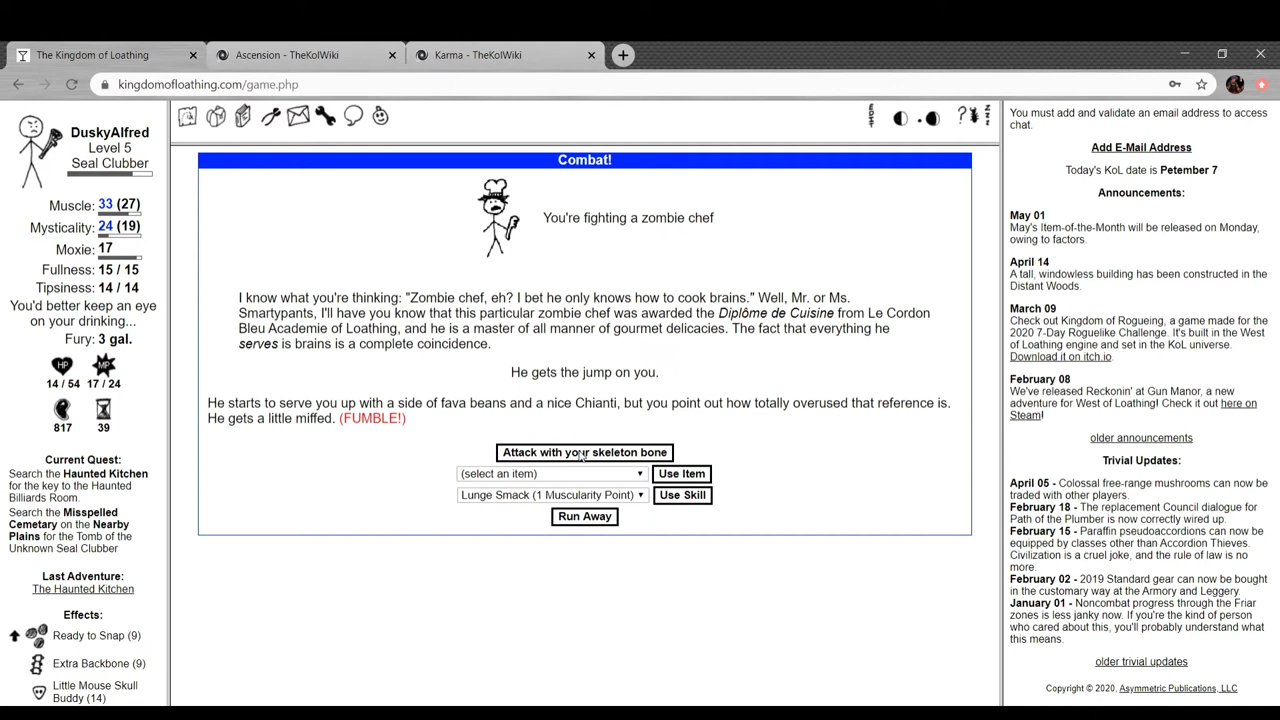 The Kingdom of Loathing
Ascension - TheKolWiki
Karma - TheKolWiki
kingdomofloathing.com/game.php
DuskyAlfred
Level 5
Seal Clubber
Muscle: 33 (27)
Mysticality: 24 (19)
Moxie: 17
Fullness: 15 / 15
Tipsiness: 14 / 14
You'd better keep an eye
on your drinking...
Fury: 3 gal.
HP MP
14 / 54 17 / 24
817 39
Current Quest:
Search the Haunted Kitchen
for the key to the Haunted
Billiards Room.
Search the Misspelled
Cemetary on the Nearby
Plains for the Tomb of the
Unknown Seal Clubber
Last Adventure:
The Haunted Kitchen
Effects:
Ready to Snap (9)
Extra Backbone (9)
Little Mouse Skull
Buddy (14)
EDIT
? Zzz
Combat!
You're fighting a zombie chef
I know what you're thinking: "Zombie chef, eh? I bet he only knows how to cook brains." Well, Mr. or Ms.
Smartypants, I'll have you know that this particular zombie chef was awarded the Diplôme de Cuisine from Le Cordon
Bleu Academie of Loathing, and he is a master of all manner of gourmet delicacies. The fact that everything he
serves is brains is a complete coincidence.
He gets the jump on you.
He starts to serve you up with a side of fava beans and a nice Chianti, but you point out how totally overused that reference is.
He gets a little miffed. (FUMBLE!)
Attack with your skeleton bone
(select an item) Use Item
Lunge Smack (1 Muscularity Point) Use Skill
Run Away
You must add and validate an email address to access
chat.
Add E-Mail Address
Today's KoL date is Petember 7
Announcements:
May 01
May's Item-of-the-Month will be released on Monday,
owing to factors.
April 14
A tall, windowless building has been constructed in the
Distant Woods.
March 09
Check out Kingdom of Rogueing, a game made for the
2020 7-Day Roguelike Challenge. It's built in the West
of Loathing engine and set in the KoL universe.
Download it on itch.io.
February 08
We've released Reckonin' at Gun Manor, a new
adventure for West of Loathing! Check it out here on
Steam!
older announcements
Trivial Updates:
April 05 - Colossal free-range mushrooms can now be
traded with other players.
February 18 - The replacement Council dialogue for
Path of the Plumber is now correctly wired up.
February 15 - Paraffin pseudoaccordions can now be
equipped by classes other than Accordion Thieves.
Civilization is a cruel joke, and the rule of law is no
more.
February 02 - 2019 Standard gear can now be bought
in the customary way at the Armory and Leggery.
January 01 - Noncombat progress through the Friar
zones is less janky now. If you're the kind of person
who cared about this, you'll probably understand what
this means.
older trivial updates
Copyright © 2020, Asymmetric Publications, LLC